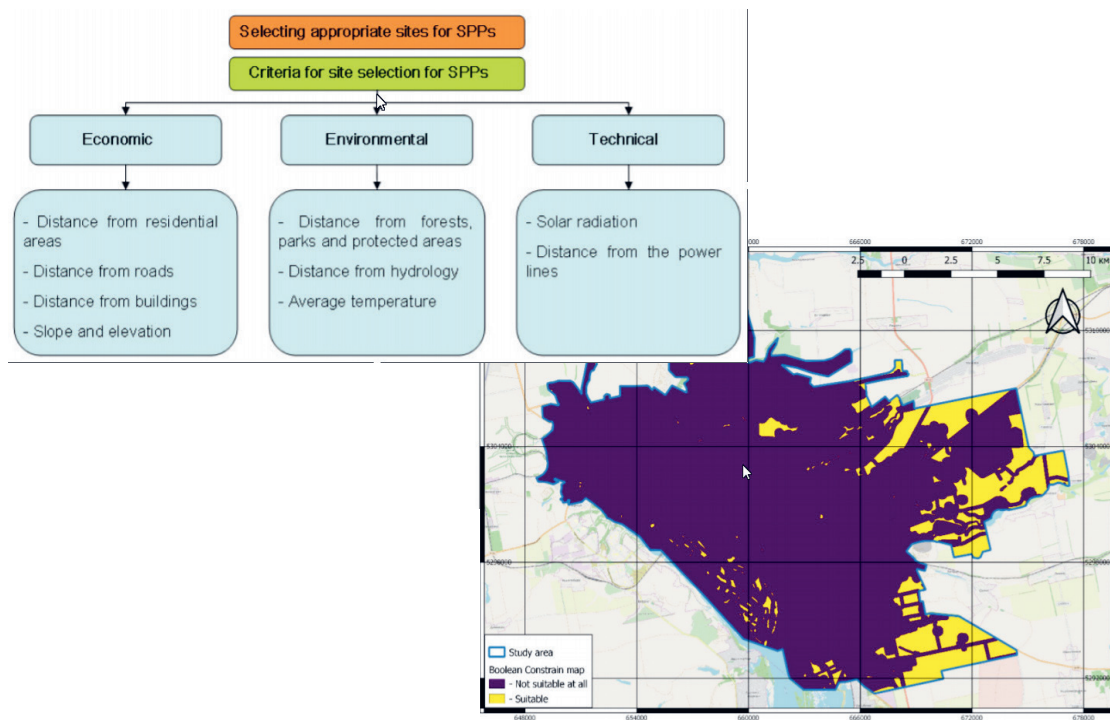 Selecting appropriate sites for SPPs
Criteria for site selection for SPPs
Economic
Environmental
Technical
- Distance from residential
areas
- Distance from roads
- Distance from buildings
- Slope and elevation
- Distance from forests,
parks and protected areas
- Distance from hydrology
- Average temperature
- Solar radiation
- Distance from the power
lines
666000
672000
678000
2.5 0 2.5 5 7.5 10 км
Study area
Boolean Constrain map
- Not suitable at all
- Suitable
648000
654000
660000
666000
672000
678000